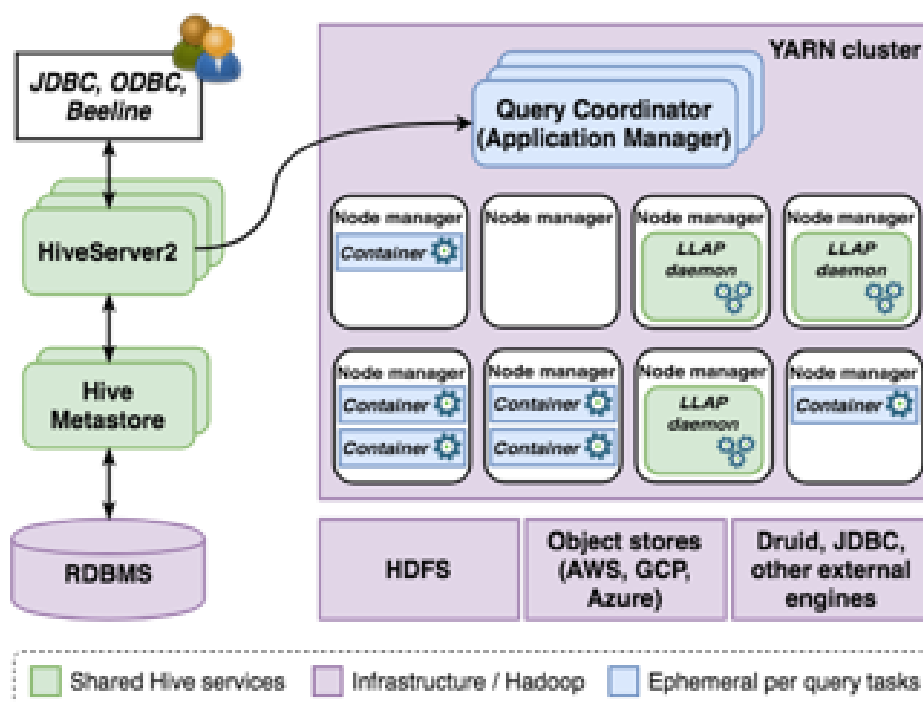 JDBC, ODBC,
Beeline
HiveServer2
Hive
Metastore
RDBMS
YARN cluster
Query Coordinator
(Application Manager)
Node manager
Container
Node manager
Node manager
LLAP
daemon
Node manager
LLAP
daemon
Node manager
Container
Container
Node manager
Container
Container
Node manager
LLAP
daemon
Node manager
Container
HDFS
Object stores
(AWS, GCP,
Azure)
Druid, JDBC,
other external
engines
Shared Hive services
Infrastructure / Hadoop
Ephemeral per query tasks